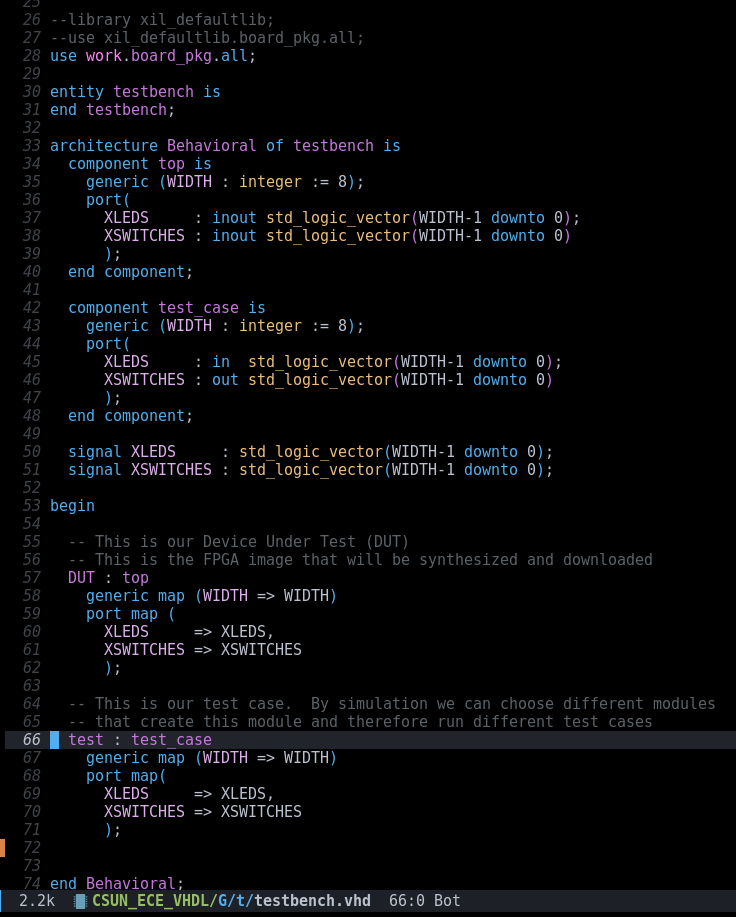 25
26 --library xil_defaultlib;
27 --use xil_defaultlib.board_pkg.all;
28 use work.board_pkg.all;
29
30 entity testbench is
31 end testbench;
32
33 architecture Behavioral of testbench is
34   component top is
35     generic (WIDTH : integer := 8);
36     port(
37       XLEDS     : inout std_logic_vector(WIDTH-1 downto 0);
38       XSWITCHES : inout std_logic_vector(WIDTH-1 downto 0)
39       );
40   end component;
41
42   component test_case is
43     generic (WIDTH : integer := 8);
44     port(
45       XLEDS     : in  std_logic_vector(WIDTH-1 downto 0);
46       XSWITCHES : out std_logic_vector(WIDTH-1 downto 0)
47       );
48   end component;
49
50   signal XLEDS     : std_logic_vector(WIDTH-1 downto 0);
51   signal XSWITCHES : std_logic_vector(WIDTH-1 downto 0);
52
53 begin
54
55   -- This is our Device Under Test (DUT)
56   -- This is the FPGA image that will be synthesized and downloaded
57   DUT : top
58     generic map (WIDTH => WIDTH)
59     port map (
60       XLEDS     => XLEDS,
61       XSWITCHES => XSWITCHES
62       );
63
64   -- This is our test case.  By simulation we can choose different modules
65   -- that create this module and therefore run different test cases
66   test : test_case
67     generic map (WIDTH => WIDTH)
68     port map(
69       XLEDS     => XLEDS,
70       XSWITCHES => XSWITCHES
71       );
72
73
74 end Behavioral;
2.2k CSUN_ECE_VHDL/G/t/testbench.vhd 66:0 Bot